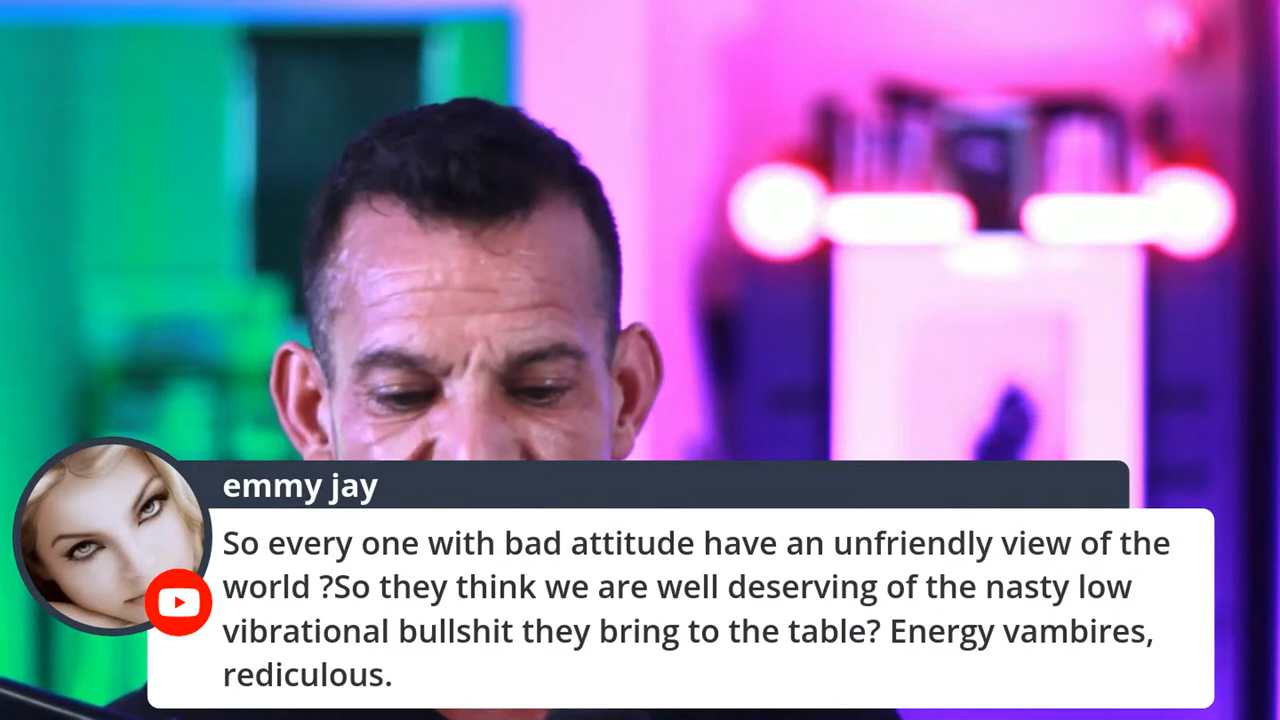 emmy jay
So every one with bad attitude have an unfriendly view of the
world ?So they think we are well deserving of the nasty low
vibrational bullshit they bring to the table? Energy vambires,
rediculous.